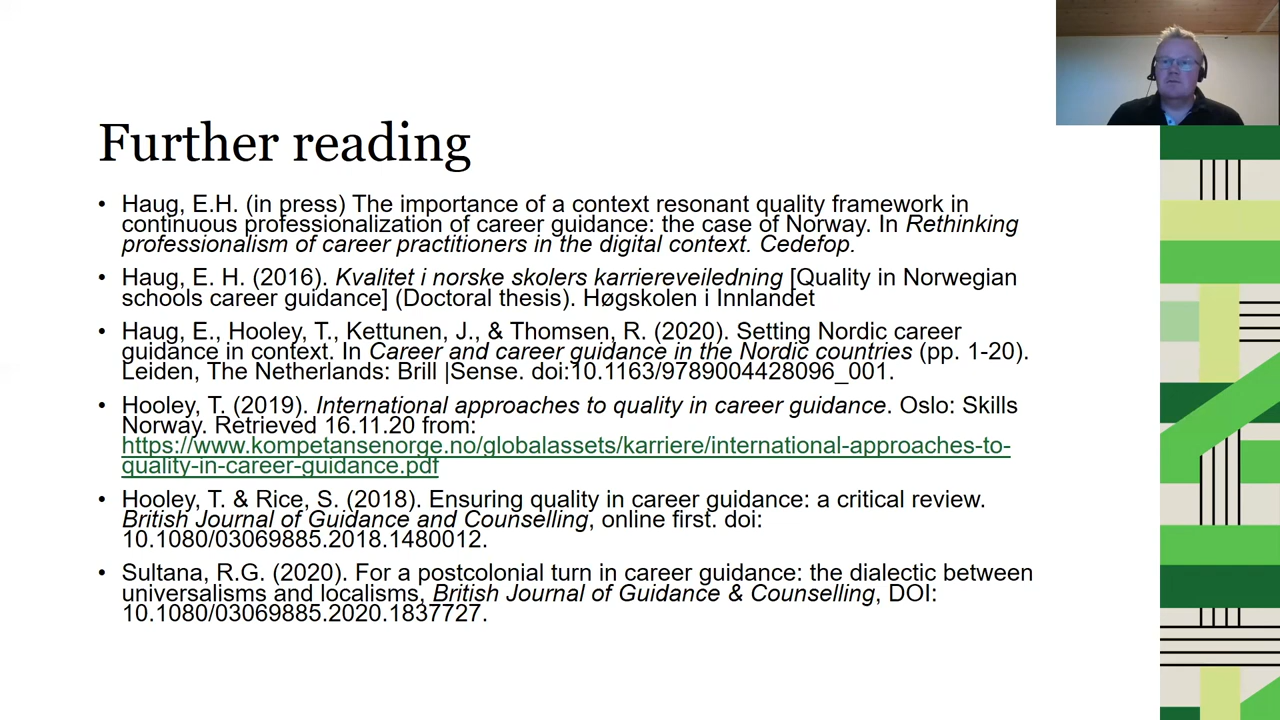 Further reading
• Haug, E.H. (in press) The importance of a context resonant quality framework in
continuous professionalization of career guidance: the case of Norway. In Rethinking
professionalism of career practitioners in the digital context. Cedefop.
• Haug, E. H. (2016). Kvalitet i norske skolers karriereveiledning [Quality in Norwegian
schools career guidance] (Doctoral thesis). Høgskolen i Innlandet
• Haug, E., Hooley, T., Kettunen, J., & Thomsen, R. (2020). Setting Nordic career
guidance in context. In Career and career guidance in the Nordic countries (pp. 1-20).
Leiden, The Netherlands: Brill |Sense. doi:10.1163/9789004428096_001.
• Hooley, T. (2019). International approaches to quality in career guidance. Oslo: Skills
Norway. Retrieved 16.11.20 from:
https://www.kompetansenorge.no/globalassets/karriere/international-approaches-to-
quality-in-career-guidance.pdf
• Hooley, T. & Rice, S. (2018). Ensuring quality in career guidance: a critical review.
British Journal of Guidance and Counselling, online first. doi:
10.1080/03069885.2018.1480012.
• Sultana, R.G. (2020). For a postcolonial turn in career guidance: the dialectic between
universalisms and localisms, British Journal of Guidance & Counselling, DOI:
10.1080/03069885.2020.1837727.